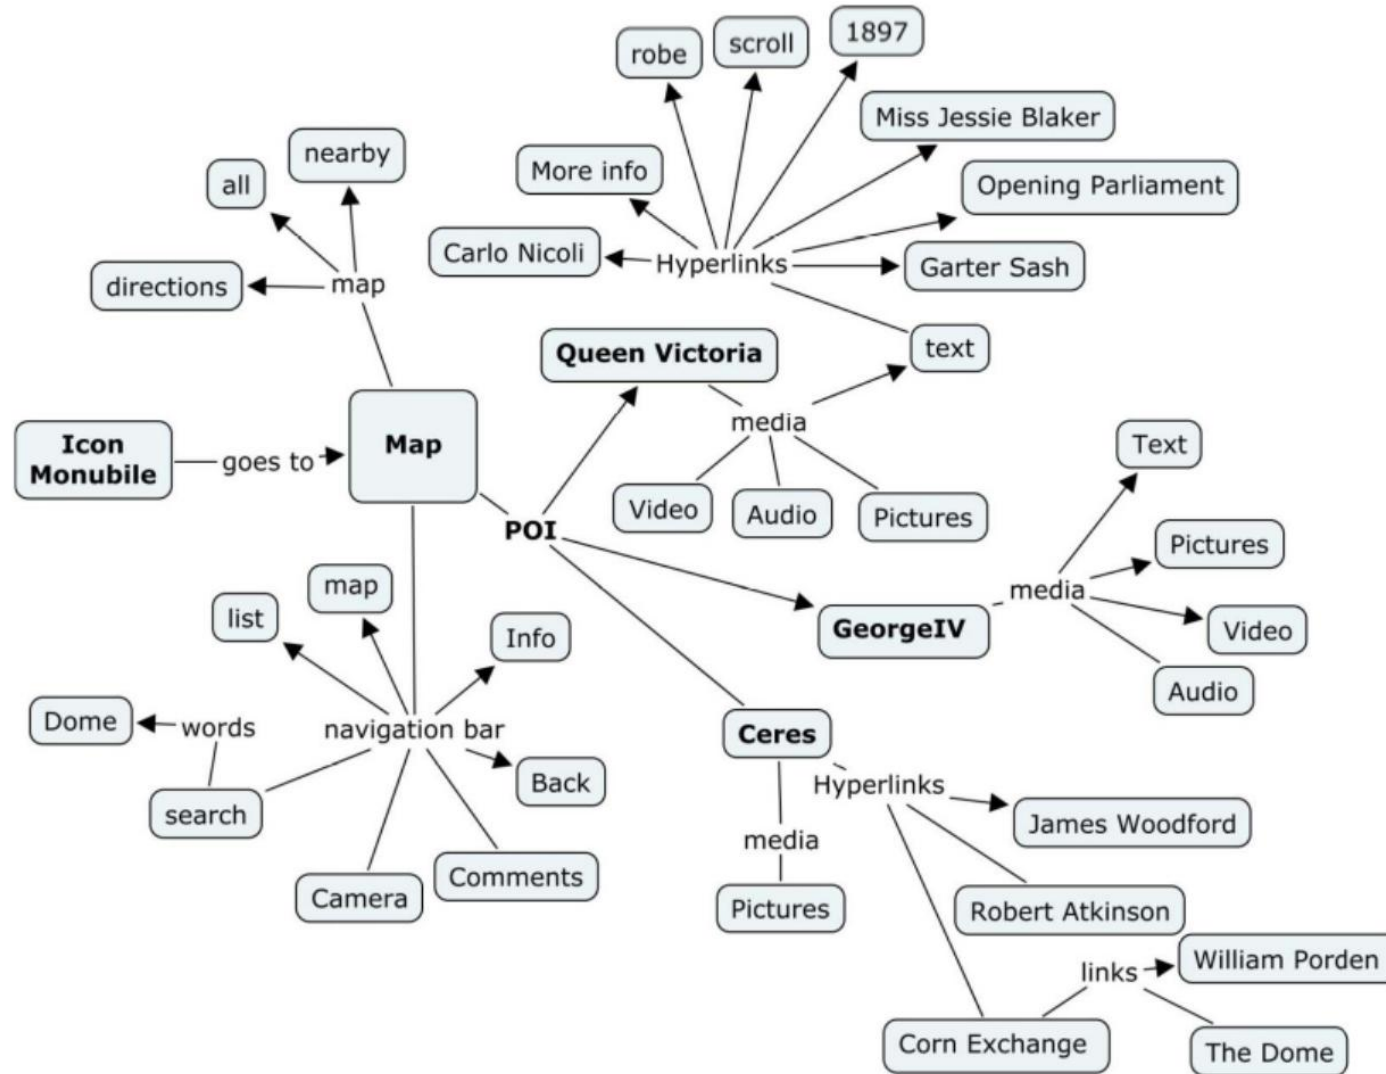 robe
scroll
1897
Miss Jessie Blaker
nearby
all
More info
Opening Parliament
Carlo Nicoli
Hyperlinks
Garter Sash
directions
map
Queen Victoria
text
media
Icon
Monubile
goes to
Map
Text
Video
Audio
Pictures
POI
Pictures
map
media
list
Info
GeorgeIV
Video
Audio
Dome
words
navigation bar
Ceres
Back
Hyperlinks
search
James Woodford
media
Comments
Camera
Pictures
Robert Atkinson
links
William Porden
Corn Exchange
The Dome